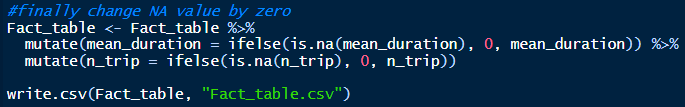 #finally change NA value by zero
Fact_table <- Fact_table %>%
  mutate(mean_duration = ifelse(is.na(mean_duration), 0, mean_duration)) %>%
  mutate(n_trip = ifelse(is.na(n_trip), 0, n_trip))
write.csv(Fact_table, "Fact_table.csv")